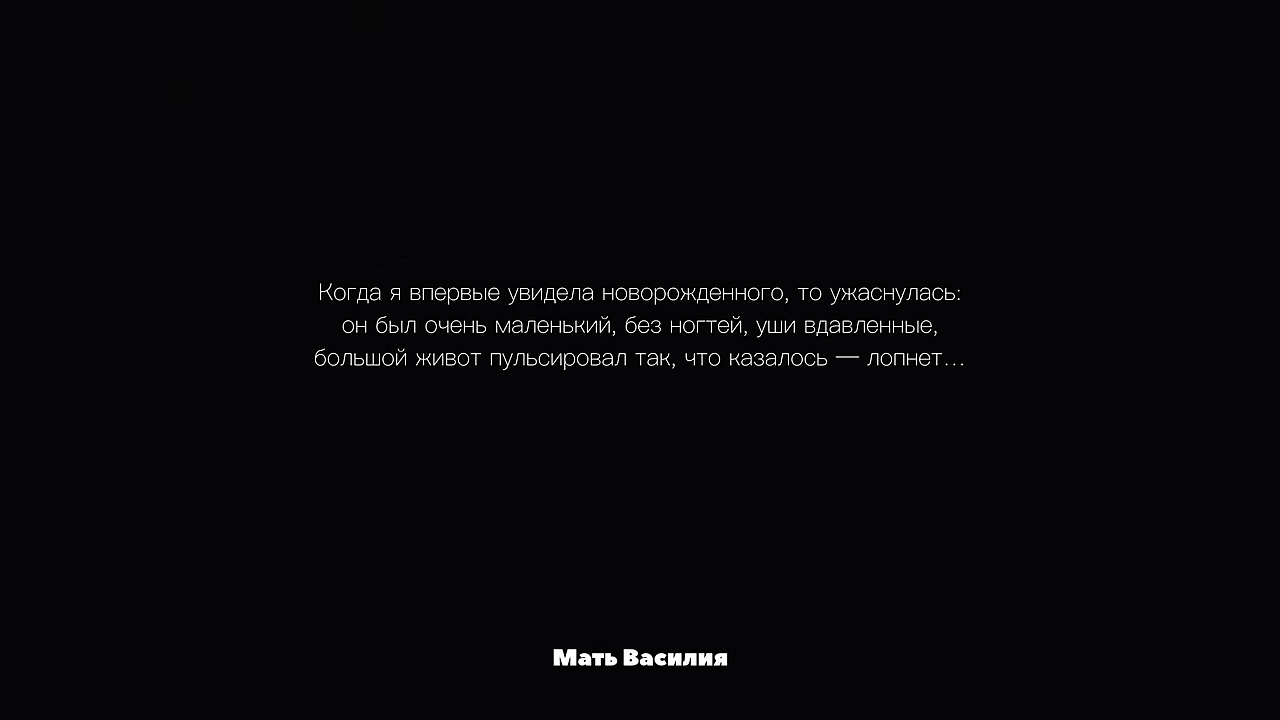 Когда я впервые увидела новорожденного, то ужаснулась:
он был очень маленький, без ногтей, уши вдавленные,
большой живот пульсировал так, что казалось — лопнет...
Мать Василия